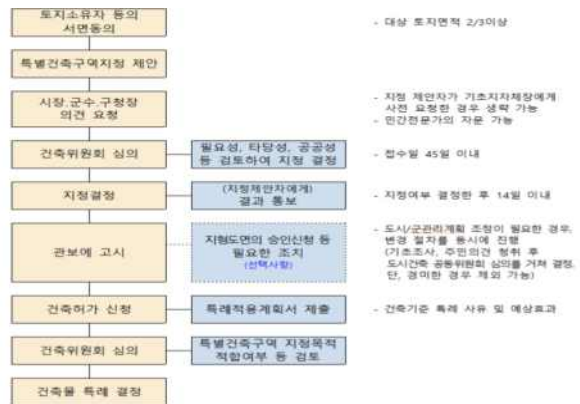 토지소유자 등의
서면동의
- 대상 토지면적 2/3이상
특별건축구역지정 제안
시장.군수.구청장
의견 요청
- 지정 제안자가 기초지자체장에게
사전 요청한 경우 생략 가능
- 민간전문가의 자문 가능
건축위원회 심의
필요성, 타당성, 공공성
등 검토하여 지정 결정
- 접수일 45일 이내
지정결정
(지정제안자에게)
결과 통보
- 지정여부 결정한 후 14일 이내
관보에 고시
지형도면의 승인신청 등
필요한 조치
(선택사항)
- 도시/군관리계획 조정이 필요한 경우,
변경 절차를 동시에 진행
(기초조사, 주민의견 청취 후
도시건축 공동위원회 심의를 거쳐 결정,
단, 경미한 경우 제외 가능)
건축허가 신청
특례적용계획서 제출
- 건축기준 특례 사유 및 예상효과
건축위원회 심의
특별건축구역 지정목적
적합여부 등 검토
건축물 특례 결정